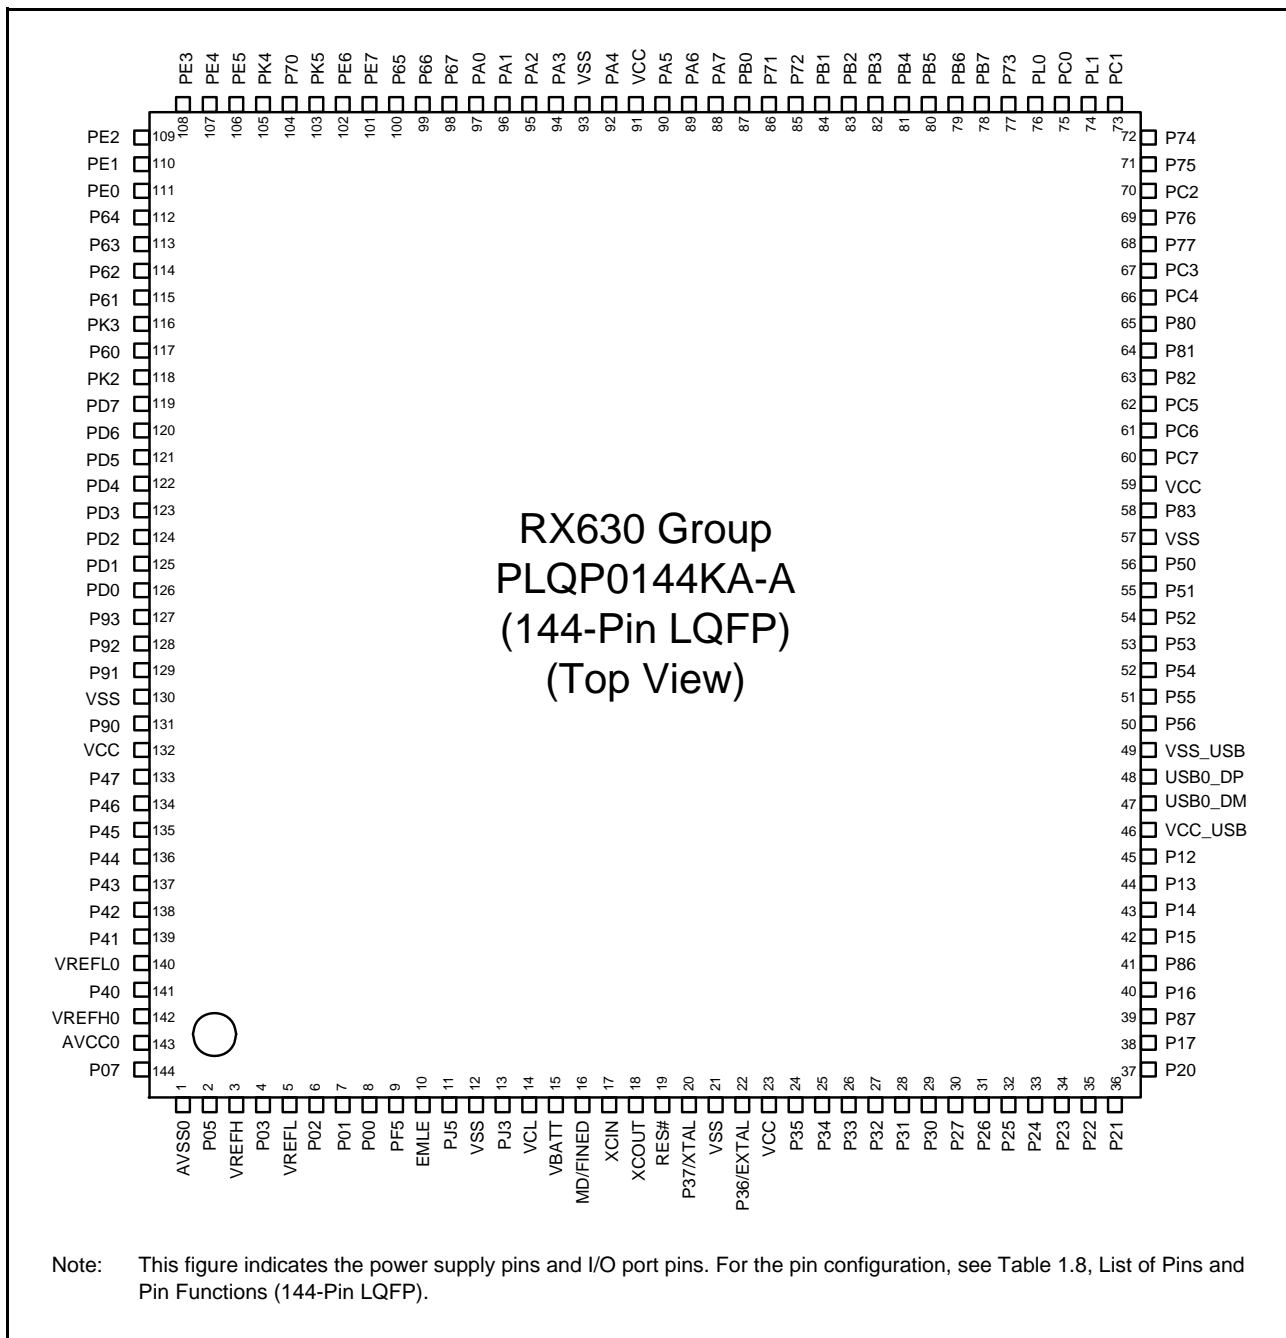 PE3 PE4 PE5 PK4 P70 PK5 PE6 PE7 P65 P66 P67 PA0 PA1 PA2 PA3 VSS PA4 VCC PA5 PA6 PA7 PB0 P71 P72 PB1 PB2 PB3 PB4 PB5 PB6 PB7 P73 PL0 PC0 PL1 PC1
108 107 106 105 104 103 102 101 100 99 98 97 96 95 94 93 92 91 90 89 88 87 86 85 84 83 82 81 80 79 78 77 76 75 74 73
PE2 109 72 P74
PE1 110 71 P75
PE0 111 70 PC2
P64 112 69 P76
P63 113 68 P77
P62 114 67 PC3
P61 115 66 PC4
PK3 116 65 P80
P60 117 64 P81
PK2 118 63 P82
PD7 119 62 PC5
PD6 120 61 PC6
PD5 121 60 PC7
PD4 122 59 VCC
PD3 123 58 P83
PD2 124 57 VSS
PD1 125 56 P50
PD0 126 55 P51
P93 127 54 P52
P92 128 53 P53
P91 129 52 P54
VSS 130 51 P55
P90 131 50 P56
VCC 132 49 VSS_USB
P47 133 48 USB0_DP
P46 134 47 USB0_DM
P45 135 46 VCC_USB
P44 136 45 P12
P43 137 44 P13
P42 138 43 P14
P41 139 42 P15
VREFL0 140 41 P86
P40 141 40 P16
VREFH0 142 39 P87
AVCC0 143 38 P17
P07 144 37 P20
RX630 Group
PLQP0144KA-A
(144-Pin LQFP)
(Top View)
1 2 3 4 5 6 7 8 9 10 11 12 13 14 15 16 17 18 19 20 21 22 23 24 25 26 27 28 29 30 31 32 33 34 35 36
AVSS0 P05 VREFH P03 VREFL P02 P01 P00 PF5 EMLE PJ5 VSS PJ3 VCL VBATT MD/FINED XCIN XCOUT RES# P37/XTAL VSS P36/EXTAL VCC P35 P34 P33 P32 P31 P30 P27 P26 P25 P24 P23 P22 P21
Note: This figure indicates the power supply pins and I/O port pins. For the pin configuration, see Table 1.8, List of Pins and
Pin Functions (144-Pin LQFP).